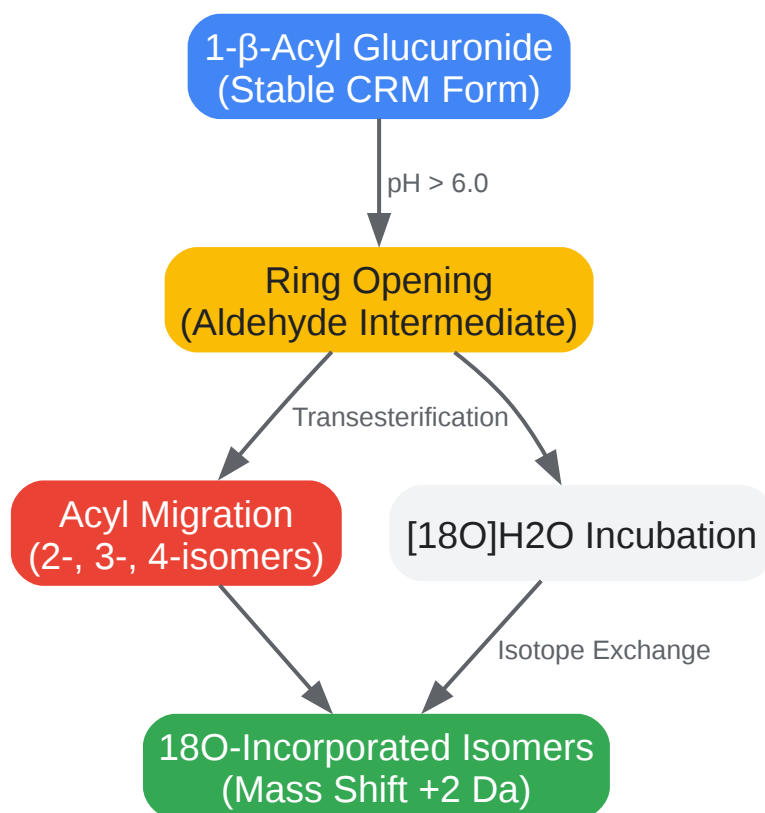 1-β-Acyl Glucuronide
(Stable CRM Form)
pH > 6.0
Ring Opening
(Aldehyde Intermediate)
Transesterification
Acyl Migration
(2-, 3-, 4-isomers)
[18O]H2O Incubation
Isotope Exchange
18O-Incorporated Isomers
(Mass Shift +2 Da)